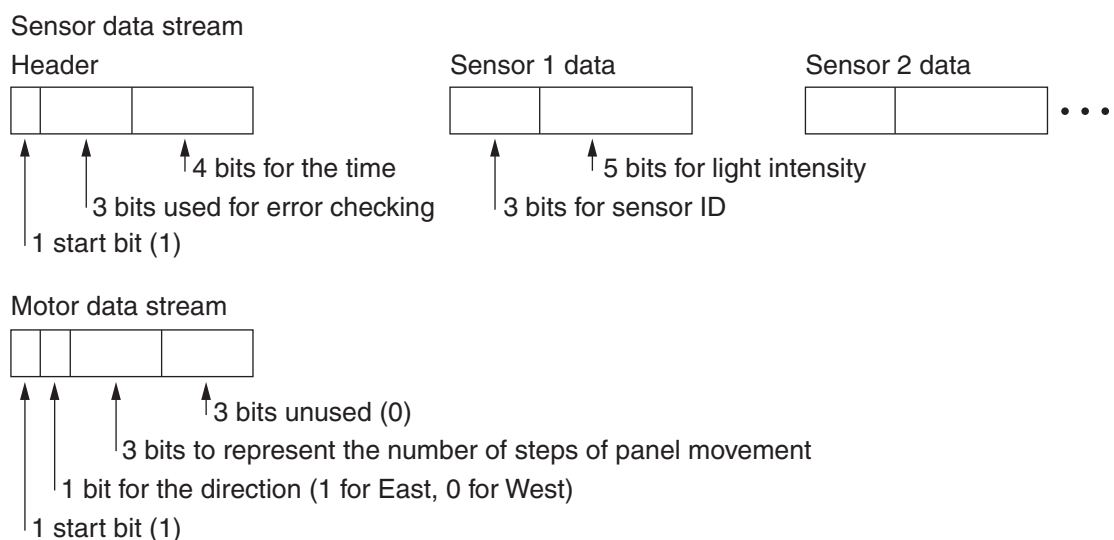 Sensor data stream
Header
Sensor 1 data
Sensor 2 data
4 bits for the time
5 bits for light intensity
3 bits used for error checking
3 bits for sensor ID
1 start bit (1)
Motor data stream
3 bits unused (0)
3 bits to represent the number of steps of panel movement
1 bit for the direction (1 for East, 0 for West)
1 start bit (1)